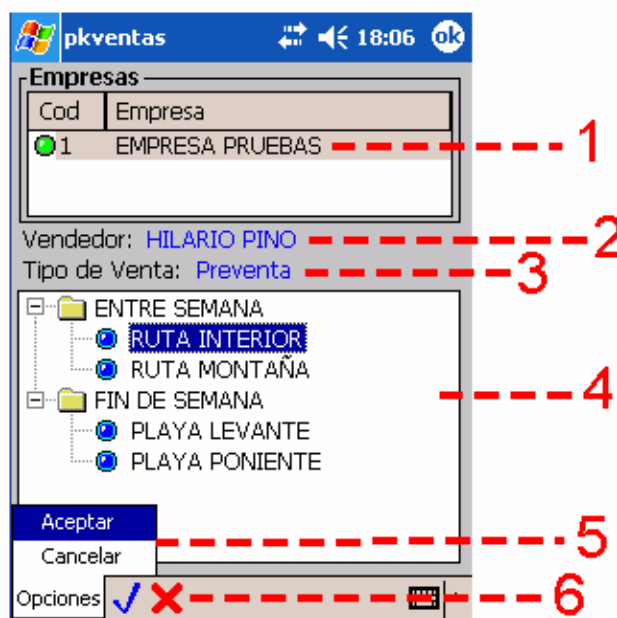 pkventas 18:06 ok
Empresas
Cod Empresa
1 EMPRESA PRUEBAS 1
Vendedor: HILARIO PINO 2
Tipo de Venta: Preventa 3
ENTRE SEMANA
RUTA INTERIOR
RUTA MONTAÑA
FIN DE SEMANA 4
PLAYA LEVANTE
PLAYA PONIENTE
Aceptar
Cancelar 5
Opciones 6